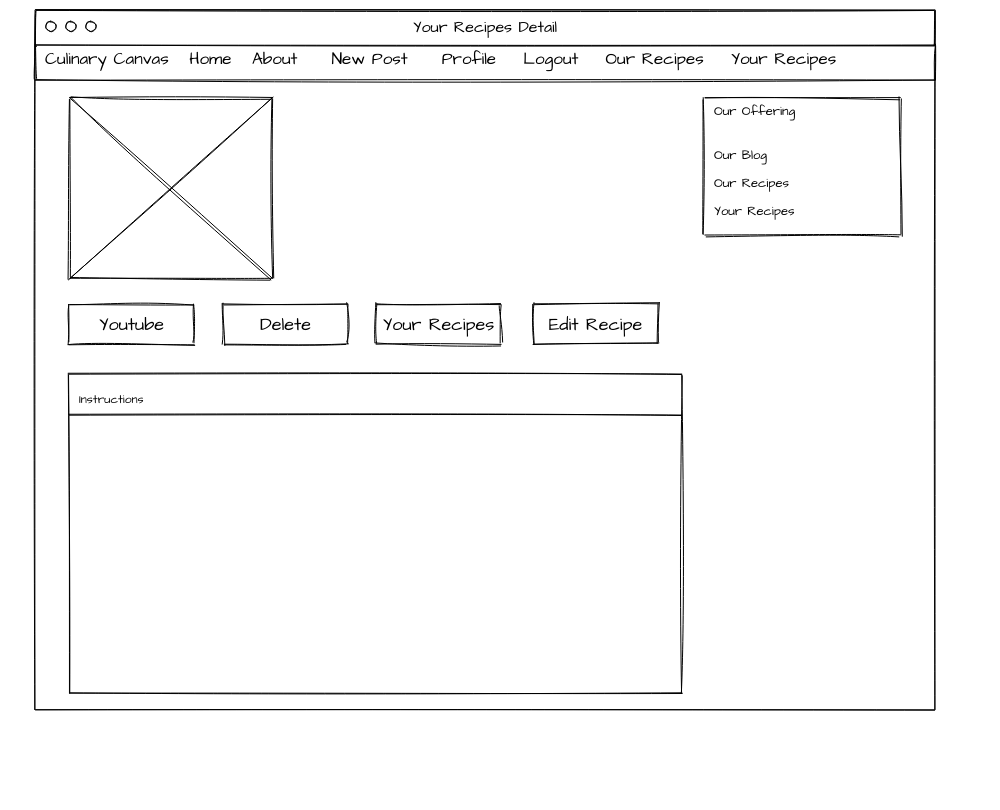 Your Recipes Detail
Culinary Canvas Home About New Post Profile Logout Our Recipes Your Recipes
Our Offering
Our Blog
Our Recipes
Your Recipes
Youtube Delete Your Recipes Edit Recipe
Instructions